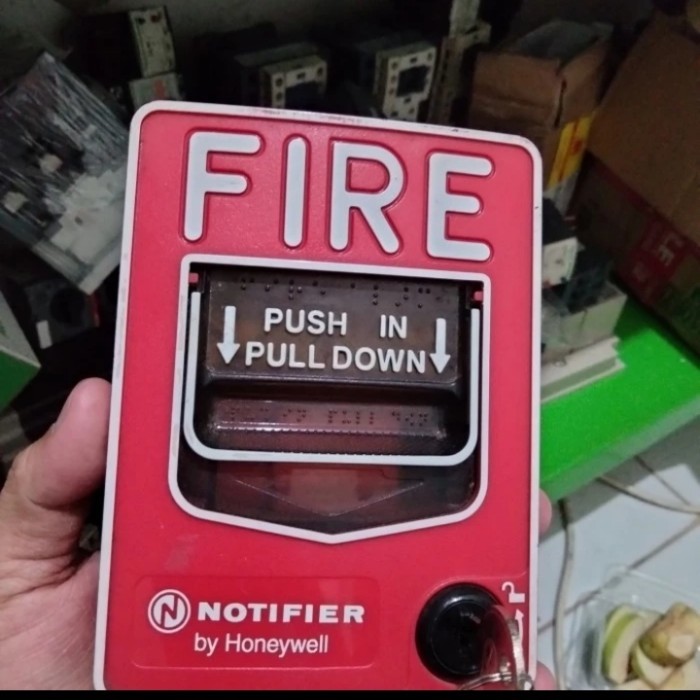 FIRE
PUSH IN
PULL DOWN
NOTIFIER
by Honeywell